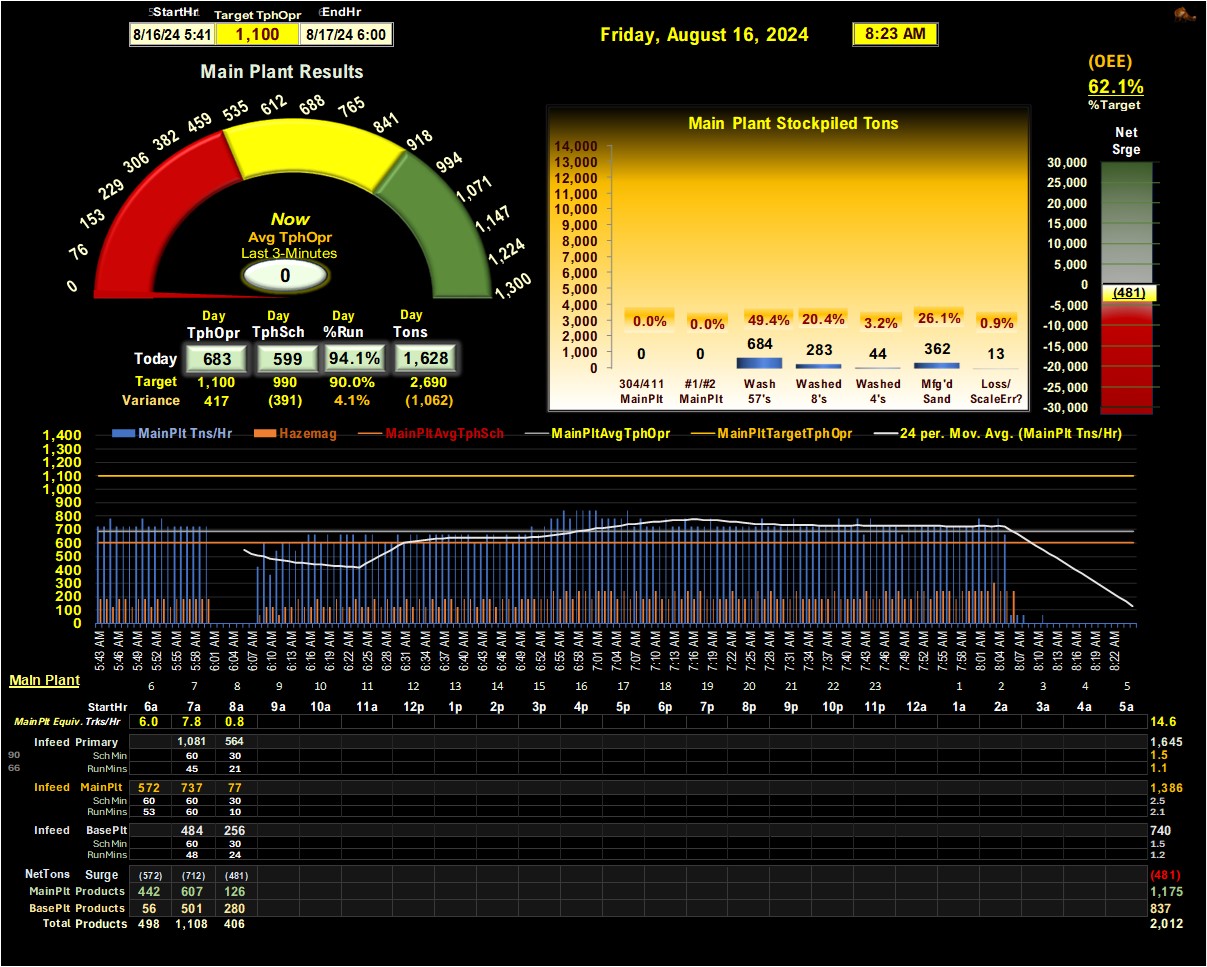 StartHr Target TphOpr EndHr
8/16/24 5:41 1,100 8/17/24 6:00
Friday, August 16, 2024 8:23 AM
(OEE)
62.1%
%Target
Main Plant Results
0 76 153 229 306 382 459 535 612 688 765 841 918 994 1,071 1,147 1,224 1,300
Now
Avg TphOpr
Last 3-Minutes
0
Day Day Day Day
TphOpr TphSch %Run Tons
Today 683 599 94.1% 1,628
Target 1,100 990 90.0% 2,690
Variance 417 (391) 4.1% (1,062)
Main Plant Stockpiled Tons
14,000
13,000
12,000
11,000
10,000
9,000
8,000
7,000
6,000
5,000
4,000
3,000
2,000
1,000
0
0.0% 0.0% 49.4% 20.4% 3.2% 26.1% 0.9%
0 0 684 283 44 362 13
304/411 #1/#2 Wash Washed Washed Mfg'd Loss/
MainPlt MainPlt 57's 8's 4's Sand ScaleErr?
Net
Srge
30,000
25,000
20,000
15,000
10,000
5,000
0
(481)
-5,000
-10,000
-15,000
-20,000
-25,000
-30,000
MainPlt Tns/Hr Hazemag MainPltAvgTphSch MainPltAvgTphOpr MainPltTargetTphOpr 24 per. Mov. Avg. (MainPlt Tns/Hr)
1,400
1,300
1,200
1,100
1,000
900
800
700
600
500
400
300
200
100
0
5:43 AM 5:46 AM 5:49 AM 5:52 AM 5:55 AM 5:58 AM 6:01 AM 6:04 AM 6:07 AM 6:10 AM 6:13 AM 6:16 AM 6:19 AM 6:22 AM 6:25 AM 6:28 AM 6:31 AM 6:34 AM 6:37 AM 6:40 AM 6:43 AM 6:46 AM 6:49 AM 6:52 AM 6:55 AM 6:58 AM 7:01 AM 7:04 AM 7:07 AM 7:10 AM 7:13 AM 7:16 AM 7:19 AM 7:22 AM 7:25 AM 7:28 AM 7:31 AM 7:34 AM 7:37 AM 7:40 AM 7:43 AM 7:46 AM 7:49 AM 7:52 AM 7:55 AM 7:58 AM 8:01 AM 8:04 AM 8:07 AM 8:10 AM 8:13 AM 8:16 AM 8:19 AM 8:22 AM
Main Plant
6 7 8 9 10 11 12 13 14 15 16 17 18 19 20 21 22 23 1 2 3 4 5
StartHr 6a 7a 8a 9a 10a 11a 12p 1p 2p 3p 4p 5p 6p 7p 8p 9p 10p 11p 12a 1a 2a 3a 4a 5a
MainPlt Equiv. Trks/Hr 6.0 7.8 0.8 14.6
Infeed Primary 1,081 564 1,645
90 Sch Min 60 30 1.5
66 RunMins 45 21 1.1
Infeed MainPlt 572 737 77 1,386
Sch Min 60 60 30 2.5
RunMins 53 60 10 2.1
Infeed BasePlt 484 256 740
Sch Min 60 30 1.5
RunMins 48 24 1.2
NetTons Surge (572) (712) (481) (481)
MainPlt Products 442 607 126 1,175
BasePlt Products 56 501 280 837
Total Products 498 1,108 406 2,012